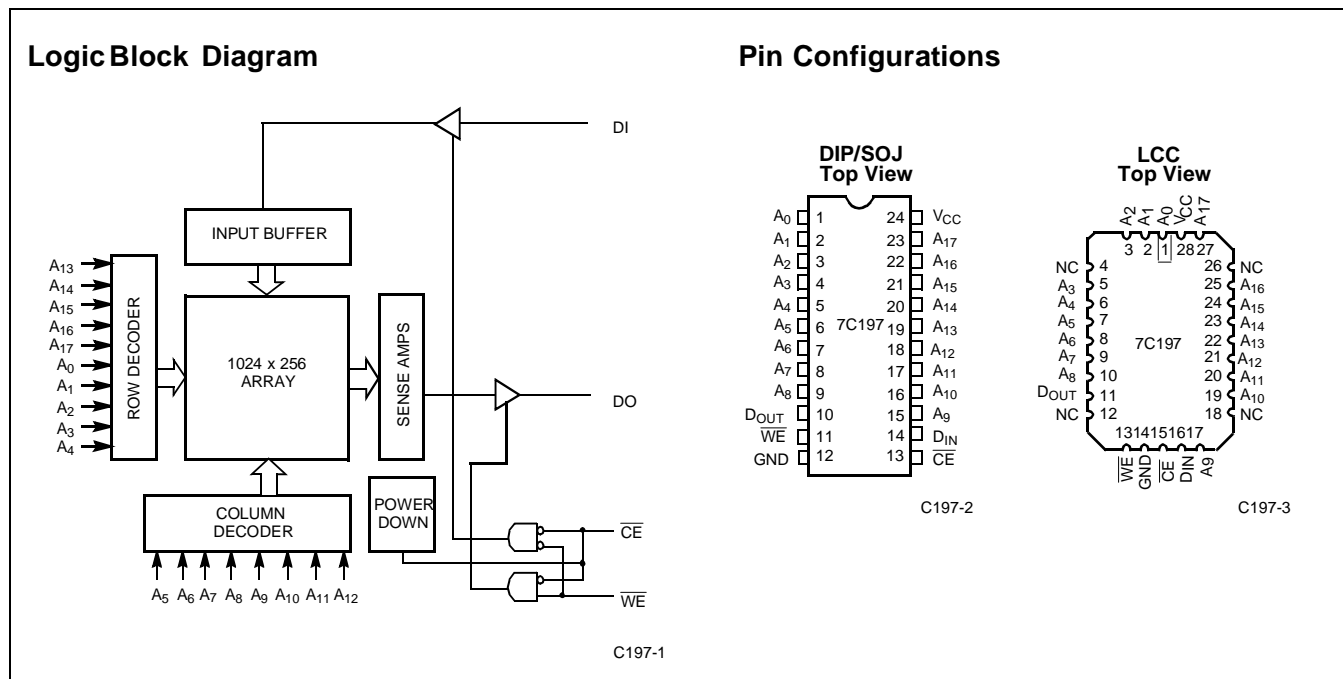 Logic Block Diagram
DI
INPUT BUFFER
A13
A14
A15
A16
A17
A0
A1
A2
A3
A4
ROW DECODER
1024 x 256
ARRAY
SENSE AMPS
DO
COLUMN
DECODER
POWER
DOWN
CE
WE
A5 A6 A7 A8 A9 A10 A11 A12
C197-1
Pin Configurations
DIP/SOJ
Top View
A0 1 24 VCC
A1 2 23 A17
A2 3 22 A16
A3 4 21 A15
A4 5 20 A14
A5 6 7C197 19 A13
A6 7 18 A12
A7 8 17 A11
A8 9 16 A10
DOUT 10 15 A9
WE 11 14 DIN
GND 12 13 CE
C197-2
LCC
Top View
A2 A1 A0 VCC A17
3 2 1 28 27
NC 4 26 NC
A3 5 25 A16
A4 6 24 A15
A5 7 23 A14
A6 8 7C197 22 A13
A7 9 21 A12
A8 10 20 A11
DOUT 11 19 A10
NC 12 18 NC
13 14 15 16 17
WE GND CE DIN A9
C197-3